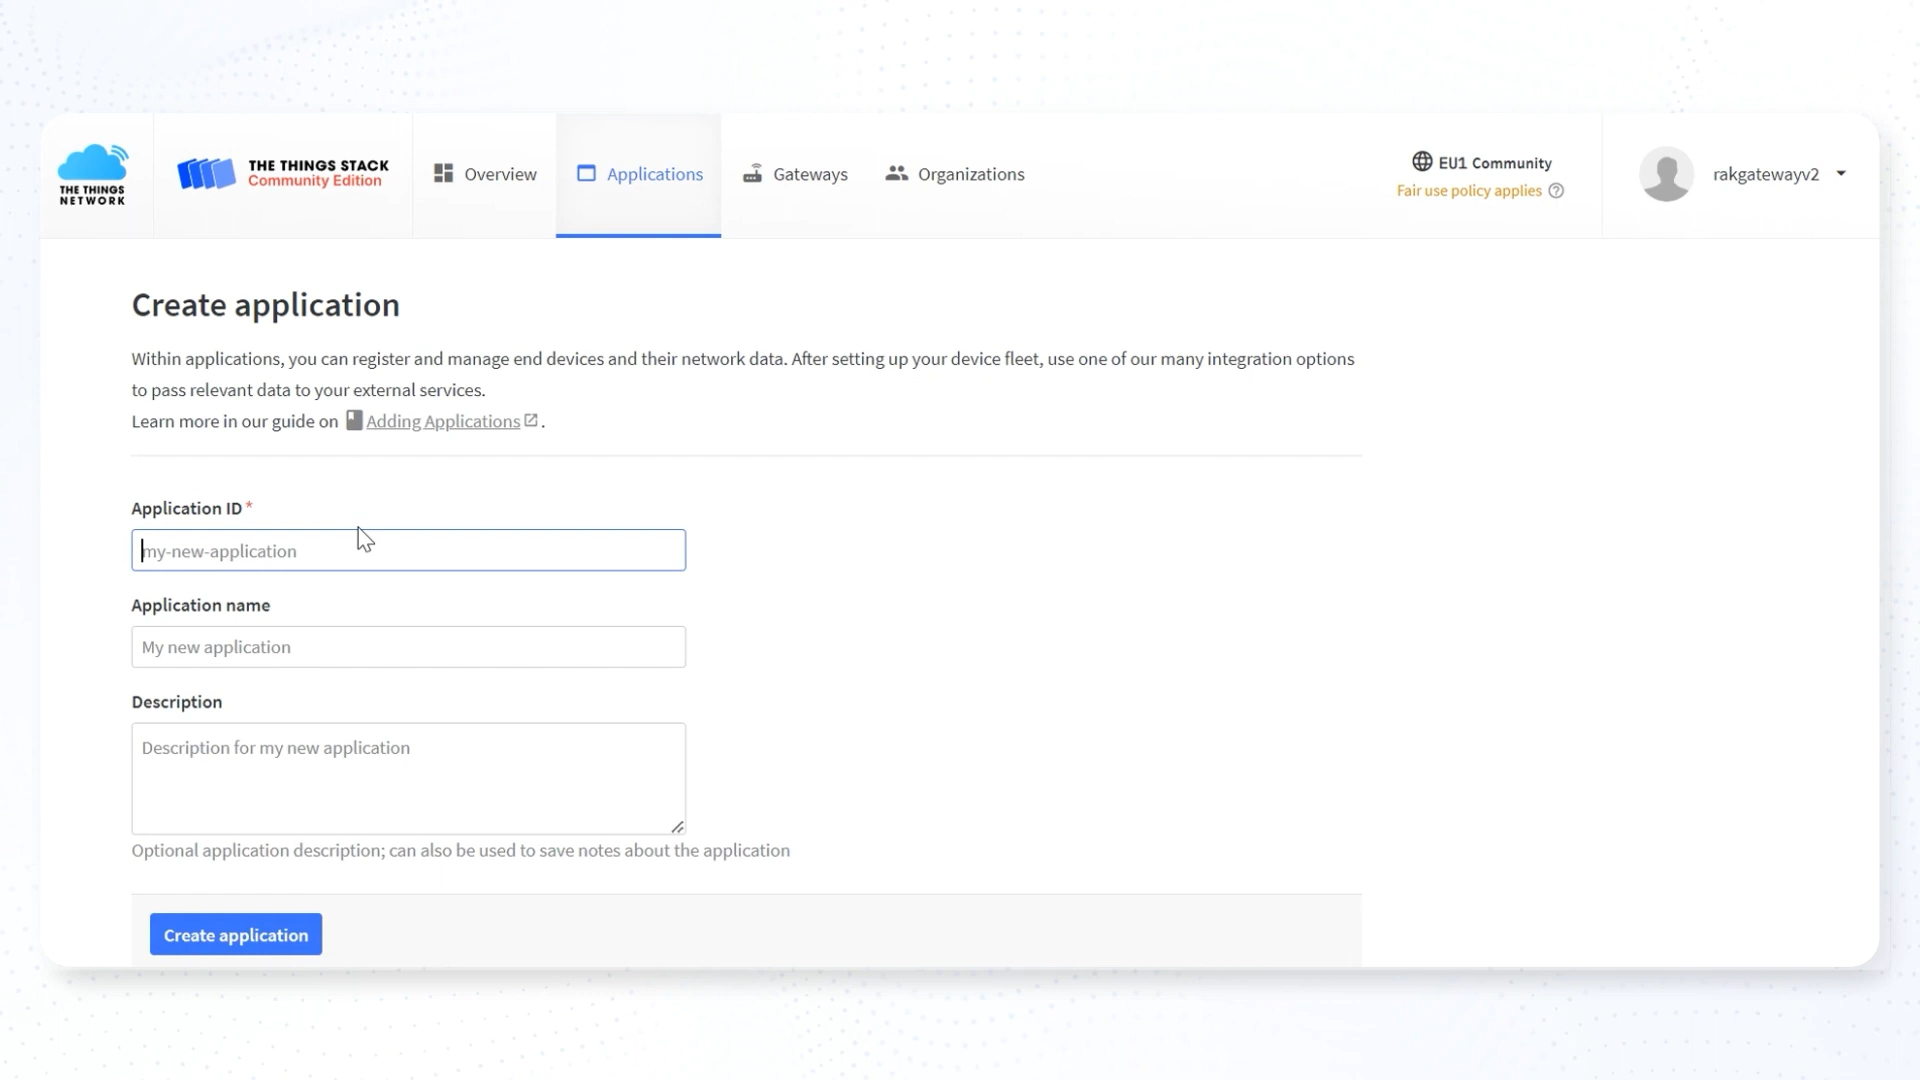 THE THINGS
NETWORK
THE THINGS STACK
Community Edition
Overview
Applications
Gateways
Organizations
EU1 Community
Fair use policy applies
rakgatewayv2
Create application
Within applications, you can register and manage end devices and their network data. After setting up your device fleet, use one of our many integration options
to pass relevant data to your external services.
Learn more in our guide on Adding Applications .
Application ID *
my-new-application
Application name
My new application
Description
Description for my new application
Optional application description; can also be used to save notes about the application
Create application